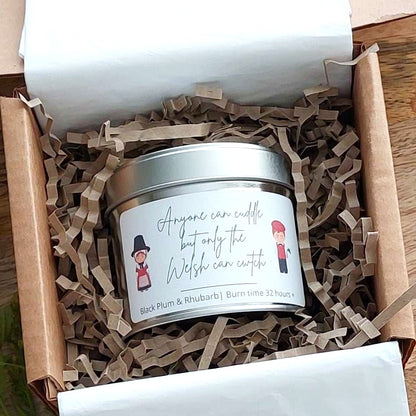 Anyone can cuddle
but only the
Welsh can cwtch
Black Plum & Rhubarb| Burn time 32 hours +